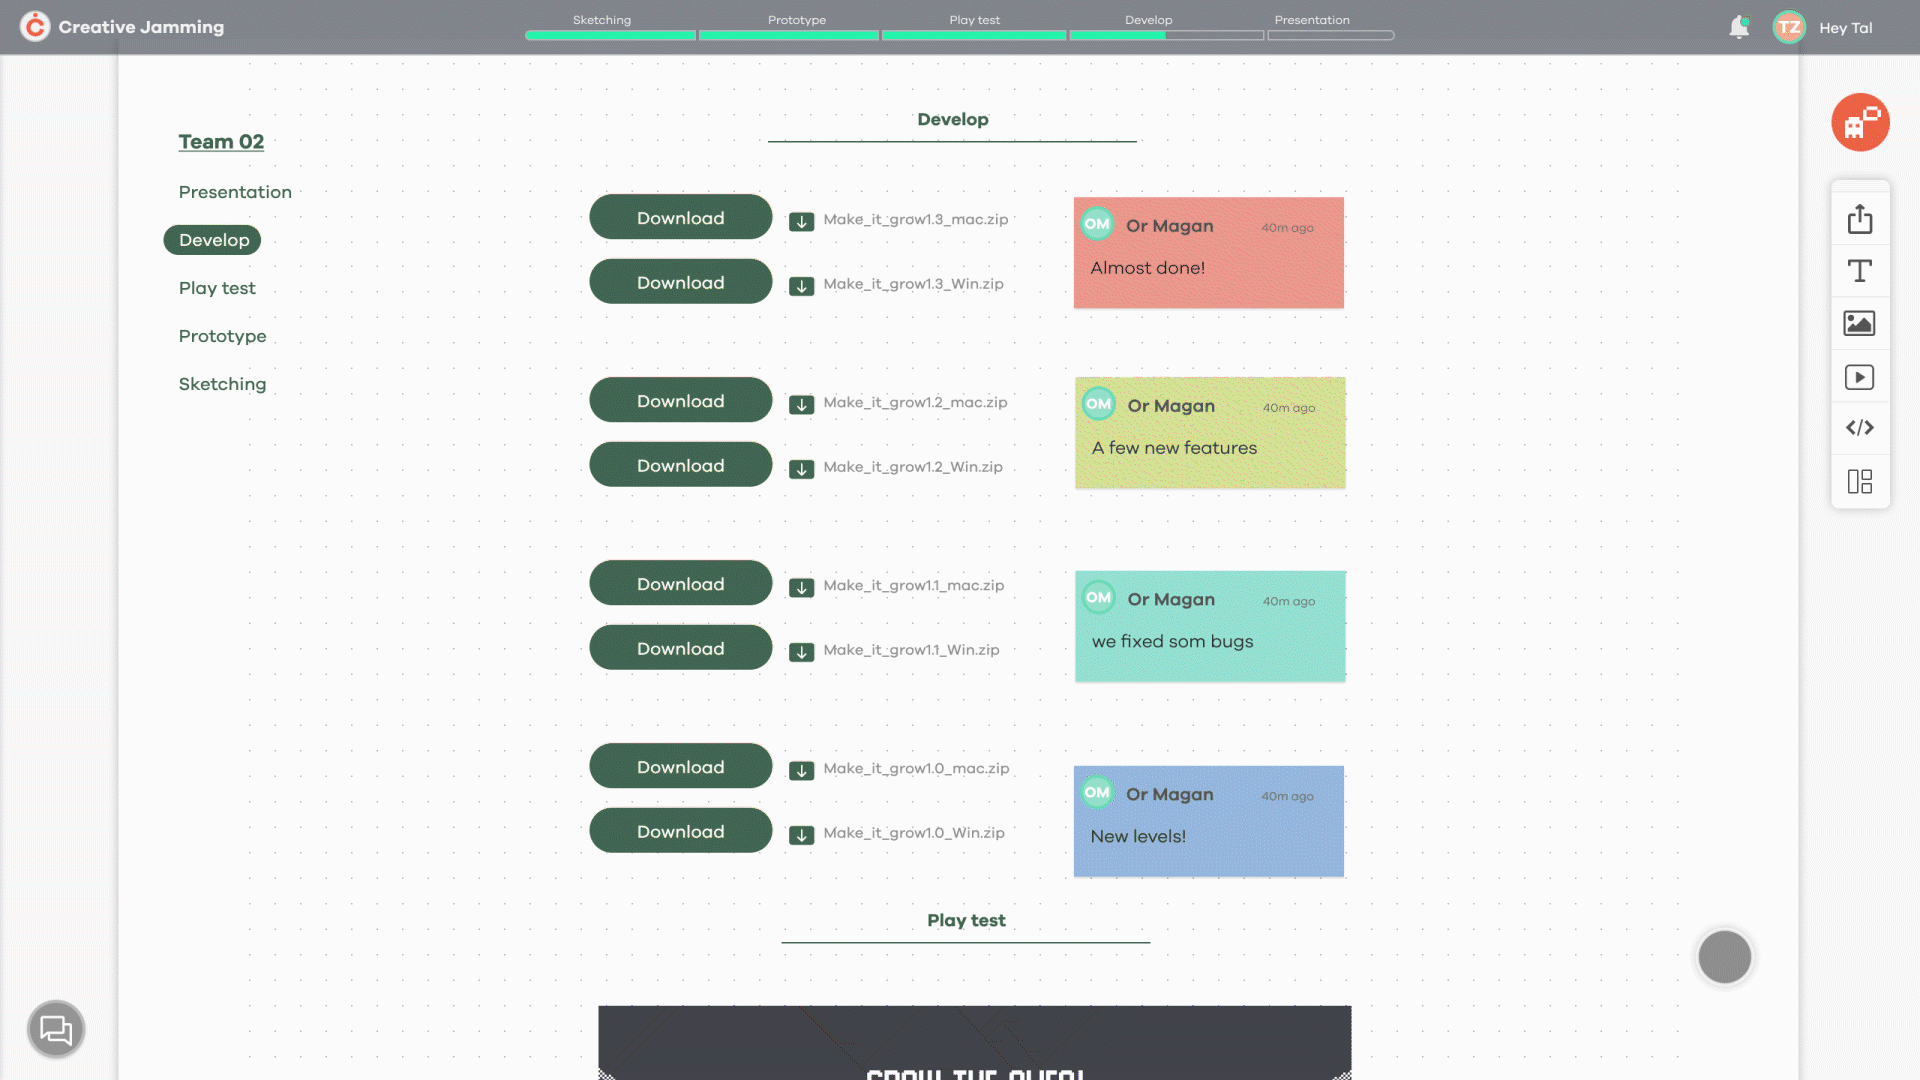 Creative Jamming
Sketching
Prototype
Play test
Develop
Presentation
TZ
Hey Tal
Team 02
Presentation
Develop
Play test
Prototype
Sketching
Develop
Download
Make_it_grow1.3_mac.zip
Download
Make_it_grow1.3_Win.zip
OM
Or Magan
40m ago
Almost done!
Download
Make_it_grow1.2_mac.zip
Download
Make_it_grow1.2_Win.zip
OM
Or Magan
40m ago
A few new features
Download
Make_it_grow1.1_mac.zip
Download
Make_it_grow1.1_Win.zip
OM
Or Magan
40m ago
we fixed som bugs
Download
Make_it_grow1.0_mac.zip
Download
Make_it_grow1.0_Win.zip
OM
Or Magan
40m ago
New levels!
Play test
GROW THE ALIEN!